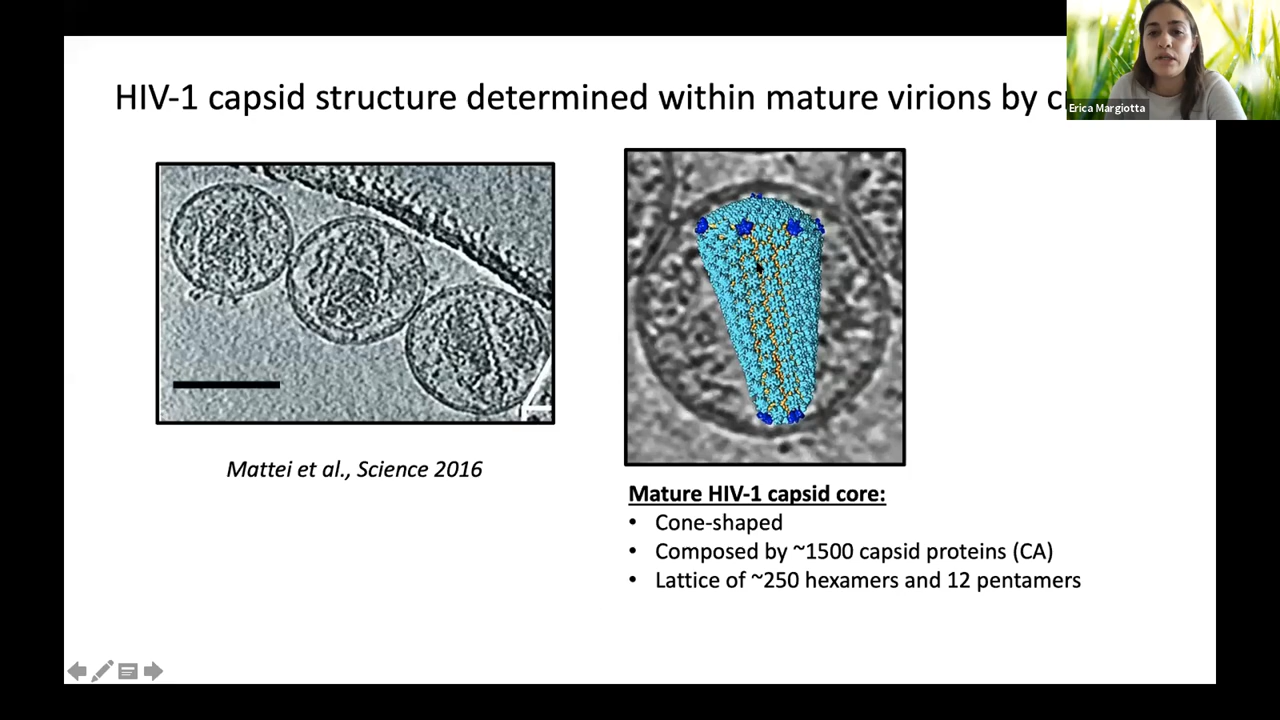 HIV-1 capsid structure determined within mature virions by
Erica Margiotta
Mattei et al., Science 2016
Mature HIV-1 capsid core:
• Cone-shaped
• Composed by ~1500 capsid proteins (CA)
• Lattice of ~250 hexamers and 12 pentamers